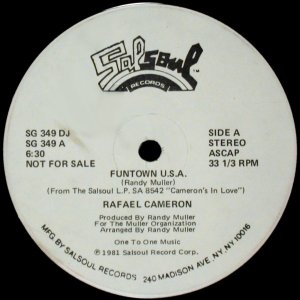 Salsoul
RECORDS
TM
SG 349 DJ
SG 349 A
6:30
NOT FOR SALE
SIDE A
STEREO
ASCAP
33 1/3 RPM
FUNTOWN U.S.A.
(Randy Muller)
(From The Salsoul L.P. SA 8542 "Cameron's In Love")
RAFAEL CAMERON
Produced By Randy Muller
For The Muller Organization
Arranged By Randy Muller
One To One Music
℗1981 Salsoul Record Corp.
MFG BY SALSOUL RECORDS 240 MADISON AVE, NY, NY 10016